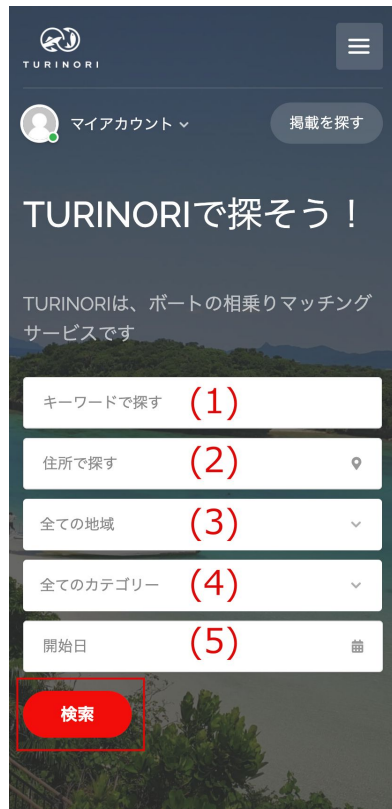 TURINORI
マイアカウント
掲載を探す
TURINORIで探そう！
TURINORIは、ボートの相乗りマッチング
サービスです
キーワードで探す (1)
住所で探す (2)
全ての地域 (3)
全てのカテゴリー (4)
開始日 (5)
検索